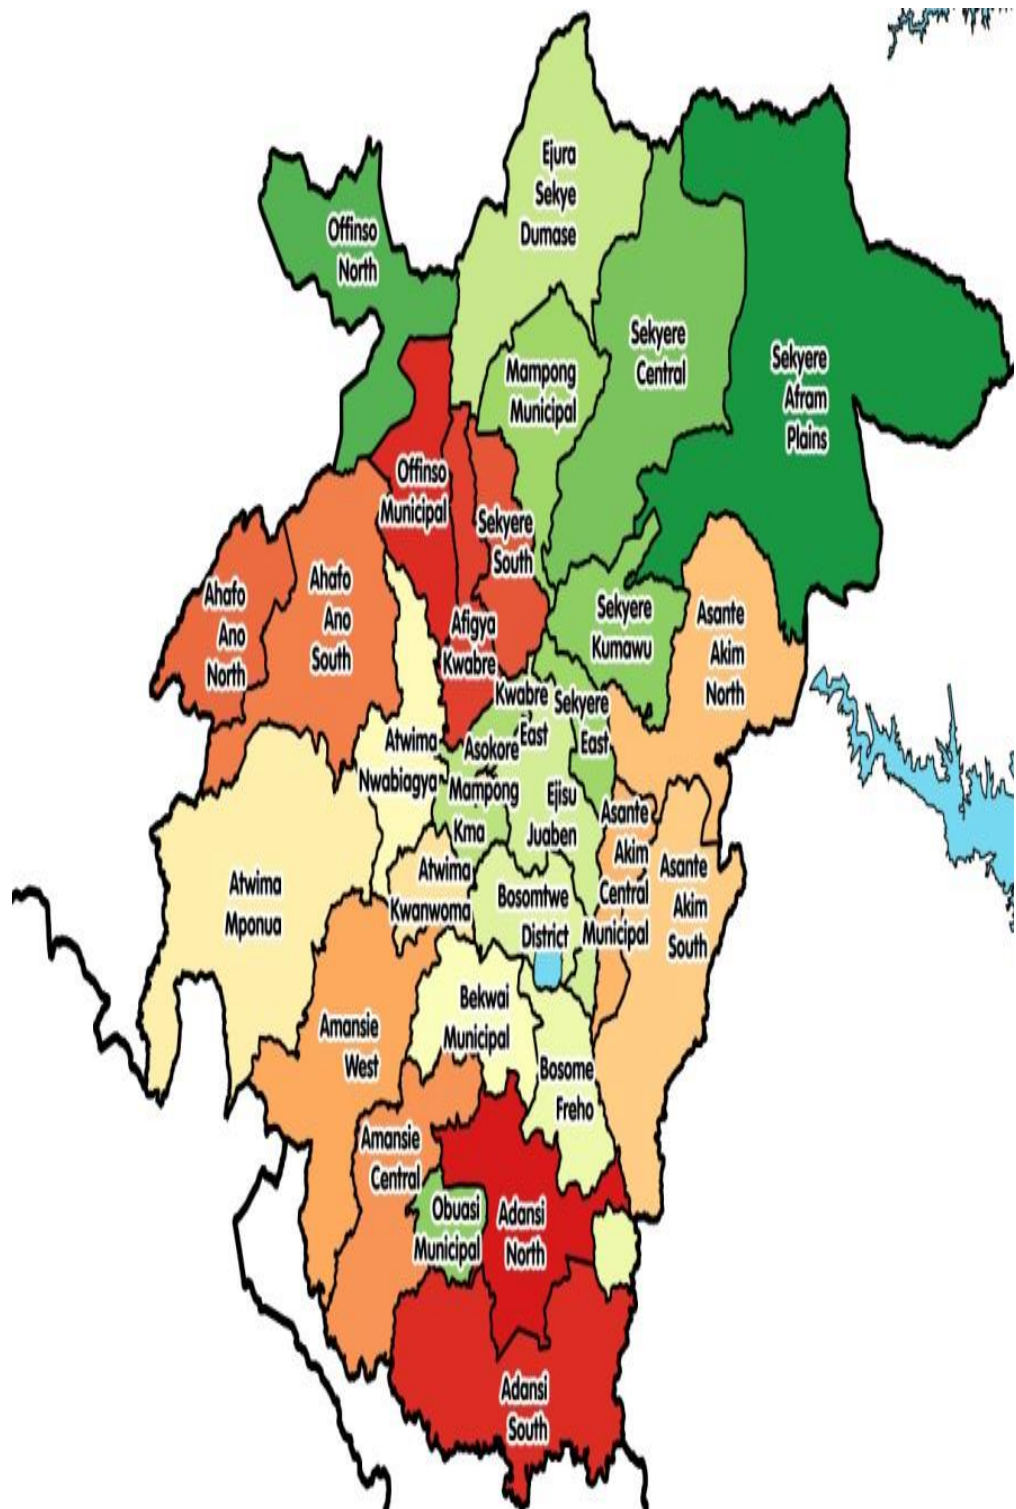 Ejura
Sekye
Dumase
Offinso
North
Sekyere
Central
Sekyere
Afram
Plains
Mampong
Municipal
Offinso
Municipal
Sekyere
South
Ahafo
Ano
North
Ahafo
Ano
South
Afigya
Kwabre
Sekyere
Kumawu
Asante
Akim
North
Kwabre
East
Sekyere
East
Atwima
Nwabiagya
Asokore
Mampong
Kma
Ejisu
Juaben
Asante
Akim
Central
Municipal
Asante
Akim
South
Atwima
Mponua
Atwima
Kwanwoma
Bosomtwe
District
Bekwai
Municipal
Amansie
West
Bosome
Freho
Amansie
Central
Obuasi
Municipal
Adansi
North
Adansi
South